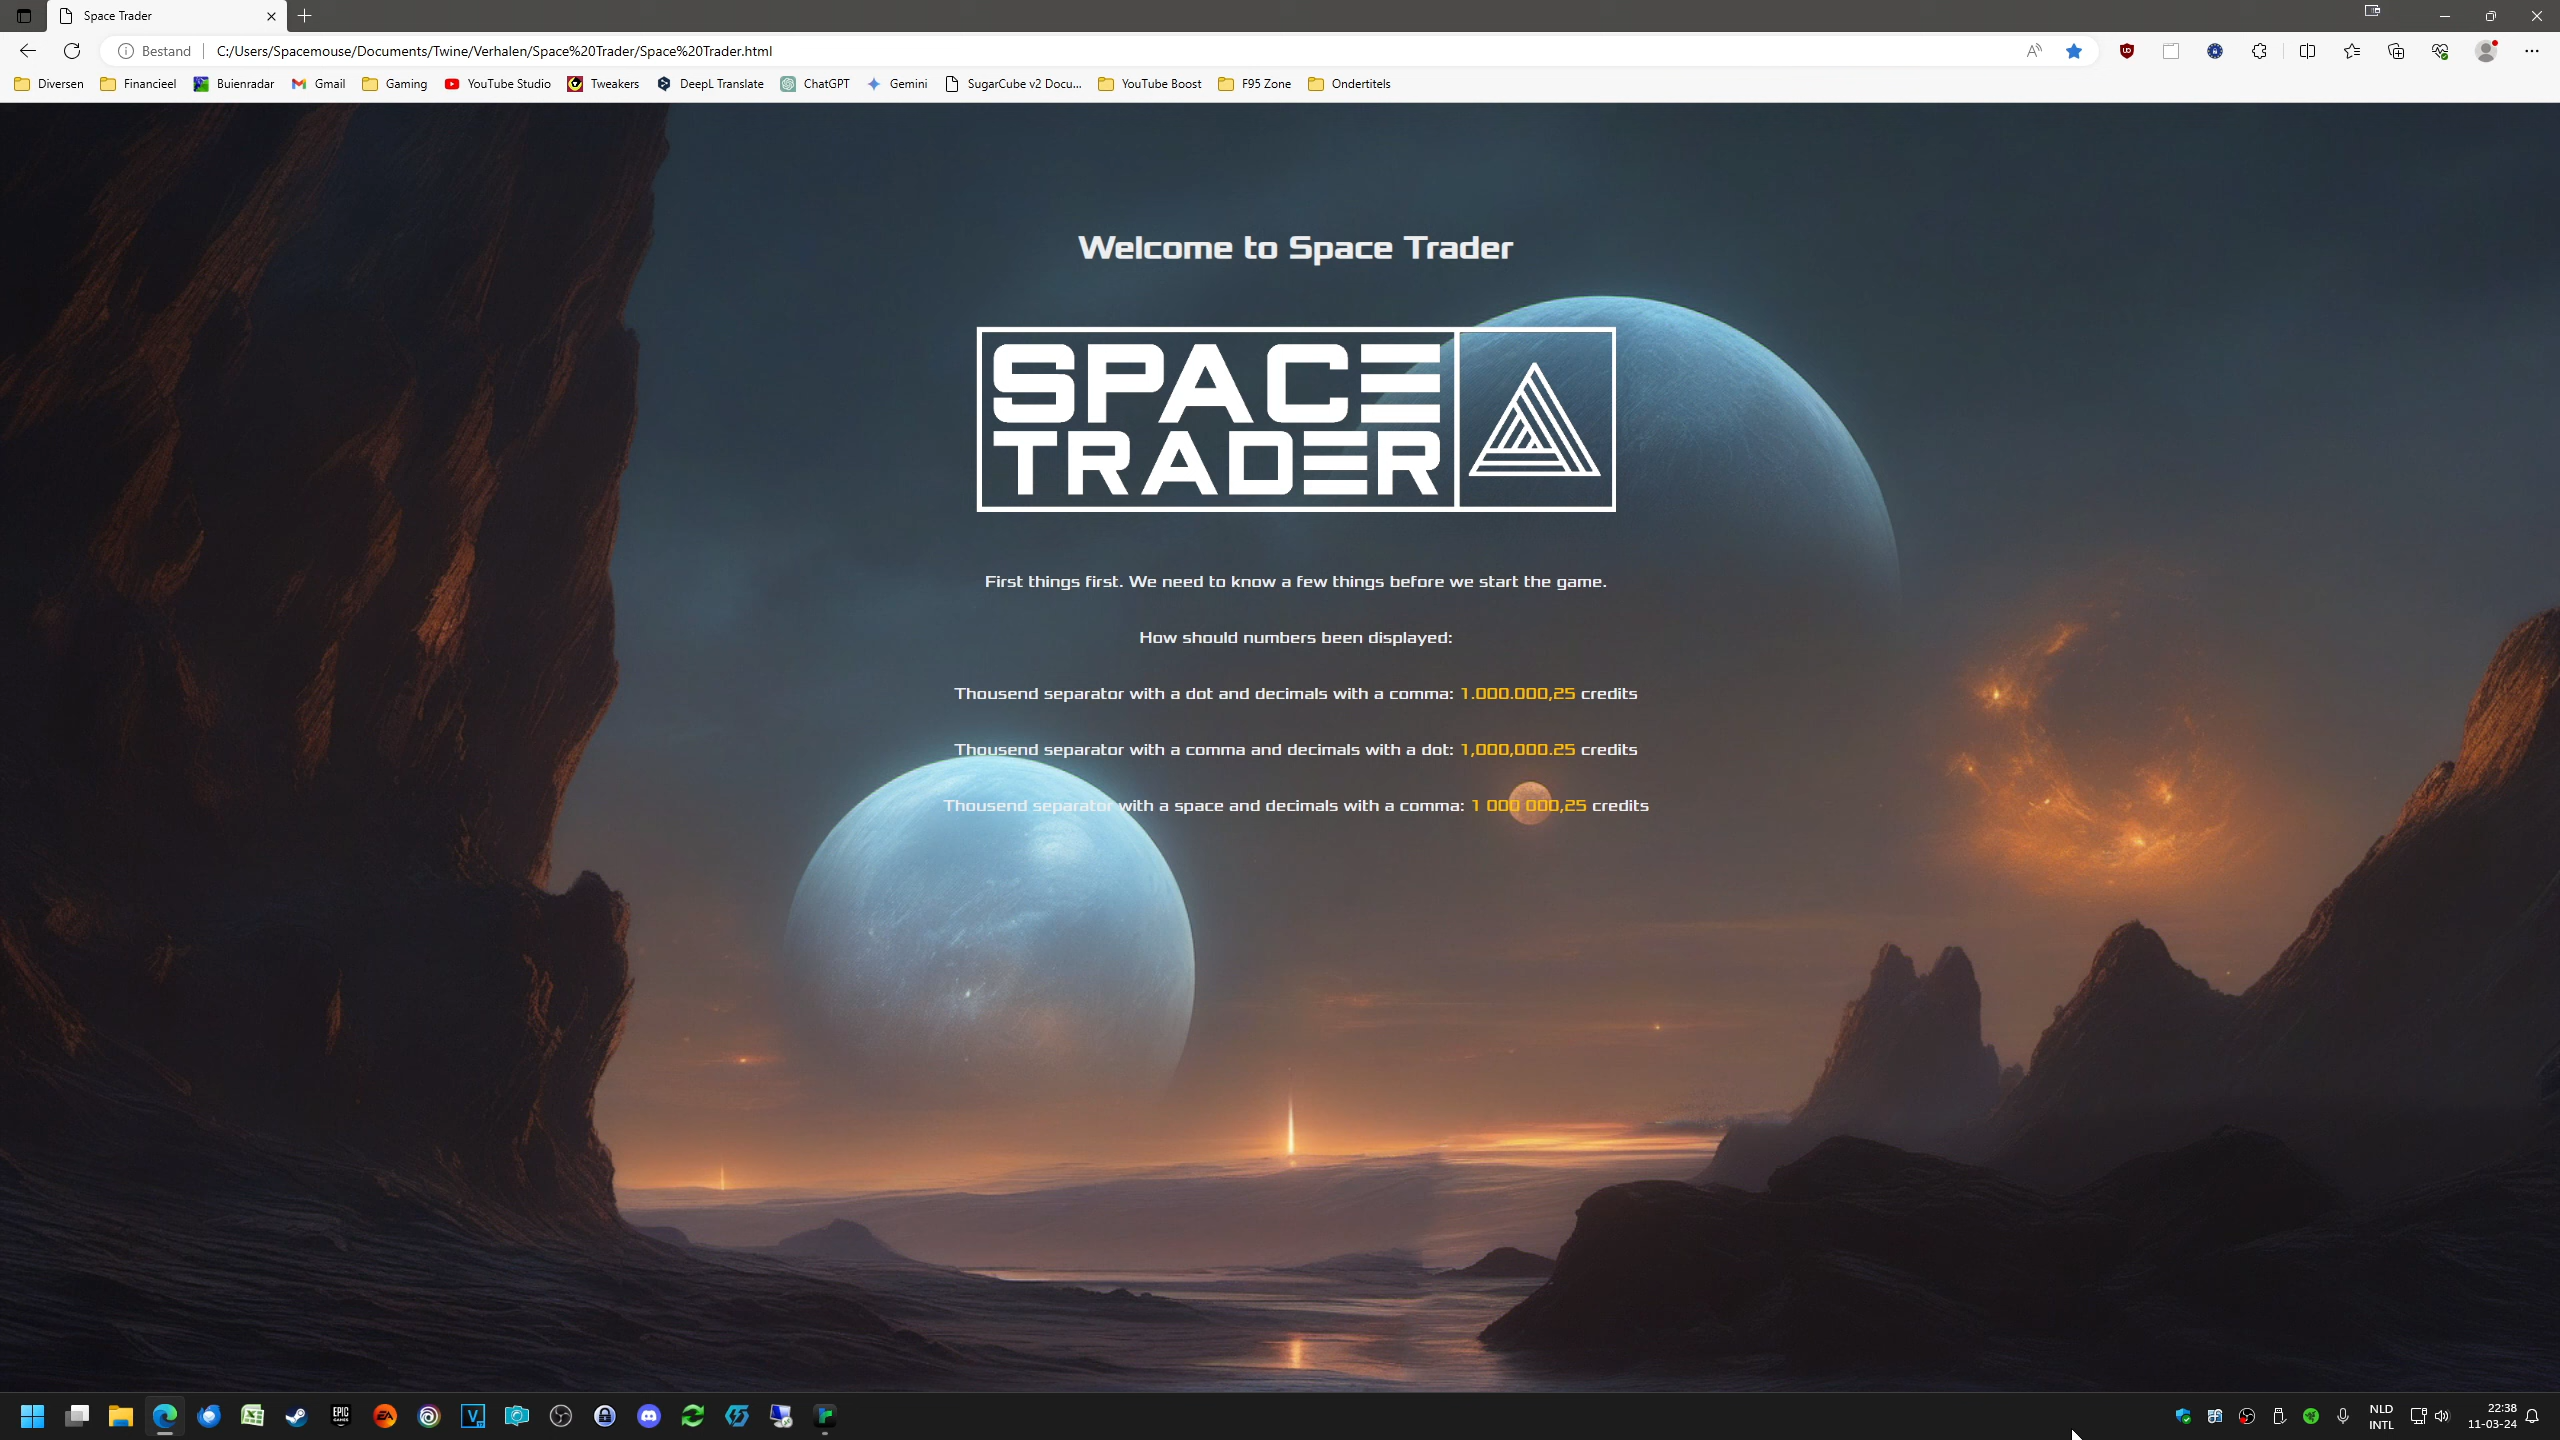 Space Trader
Bestand
C:/Users/Spacemouse/Documents/Twine/Verhalen/Space%20Trader/Space%20Trader.html
Diversen
Financieel
Buienradar
Gmail
Gaming
YouTube Studio
Tweakers
DeepL Translate
ChatGPT
Gemini
SugarCube v2 Docu...
YouTube Boost
F95 Zone
Ondertitels
Welcome to Space Trader
SPACE
TRADER
First things first. We need to know a few things before we start the game.
How should numbers been displayed:
Thousend separator with a dot and decimals with a comma: 1.000.000,25 credits
Thousend separator with a comma and decimals with a dot: 1,000,000.25 credits
Thousend separator with a space and decimals with a comma: 1 000 000,25 credits
EPIC
GAMES
EA
V
NLD
INTL
22:38
11-03-24